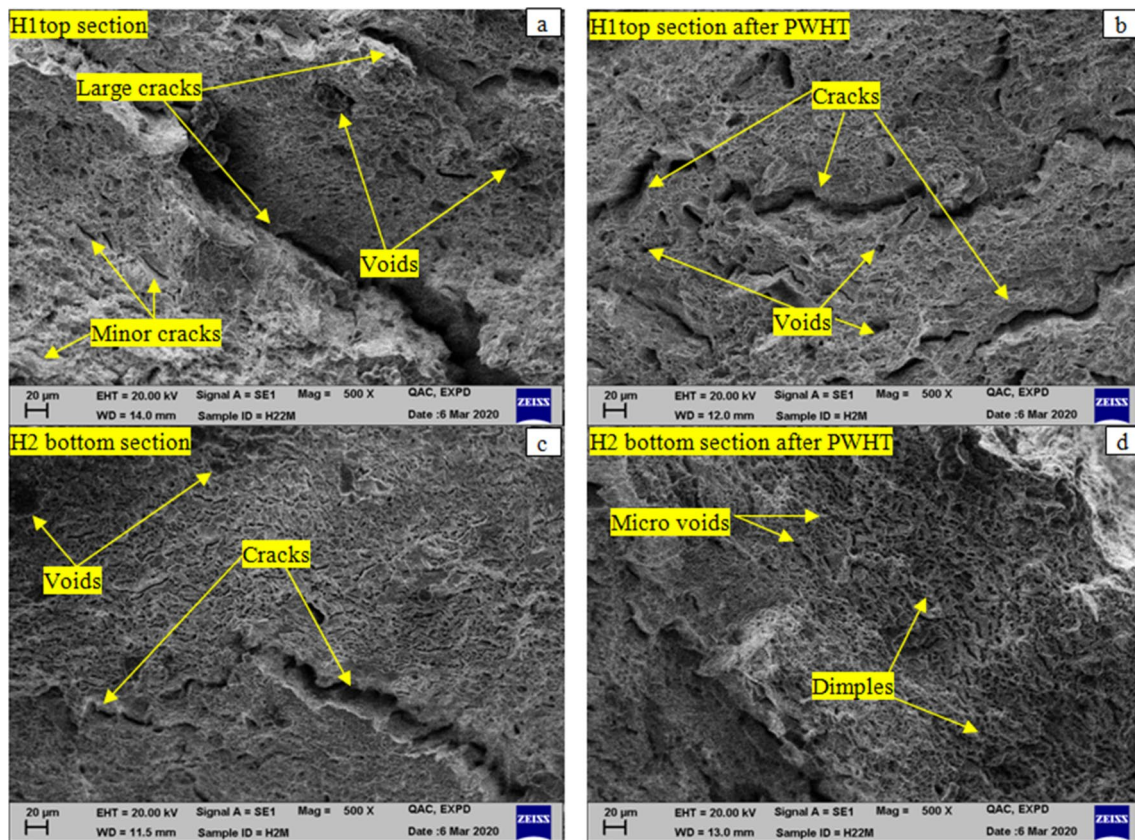 H1top section
a
Large cracks
Voids
Minor cracks
20 µm
EHT = 20.00 kV Signal A = SE1 Mag = 500 X QAC, EXPD
WD = 14.0 mm Sample ID = H22M Date :6 Mar 2020
ZEISS
H1top section after PWHT
b
Cracks
Voids
20 µm
EHT = 20.00 kV Signal A = SE1 Mag = 500 X QAC, EXPD
WD = 12.0 mm Sample ID = H2M Date :6 Mar 2020
ZEISS
H2 bottom section
c
Cracks
Voids
20 µm
EHT = 20.00 kV Signal A = SE1 Mag = 500 X QAC, EXPD
WD = 11.5 mm Sample ID = H2M Date :6 Mar 2020
ZEISS
H2 bottom section after PWHT
d
Micro voids
Dimples
20 µm
EHT = 20.00 kV Signal A = SE1 Mag = 500 X QAC, EXPD
WD = 13.0 mm Sample ID = H22M Date :6 Mar 2020
ZEISS